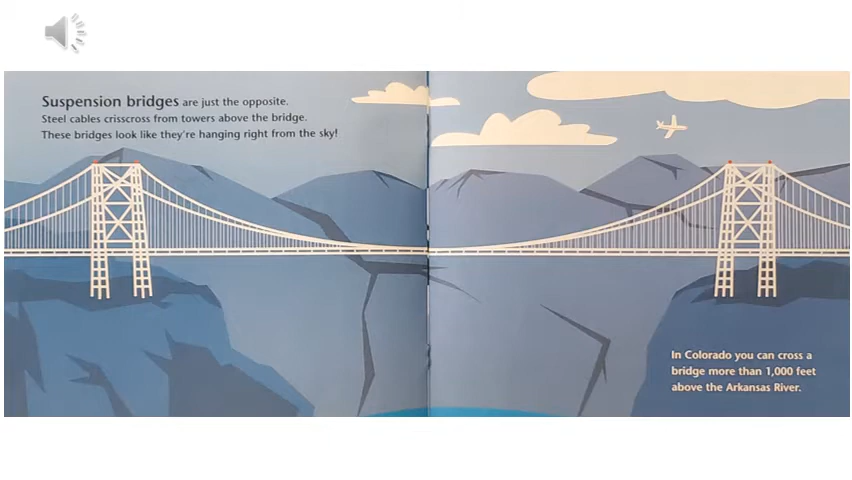 Suspension bridges are just the opposite.
Steel cables crisscross from towers above the bridge.
These bridges look like they're hanging right from the sky!
In Colorado you can cross a
bridge more than 1,000 feet
above the Arkansas River.